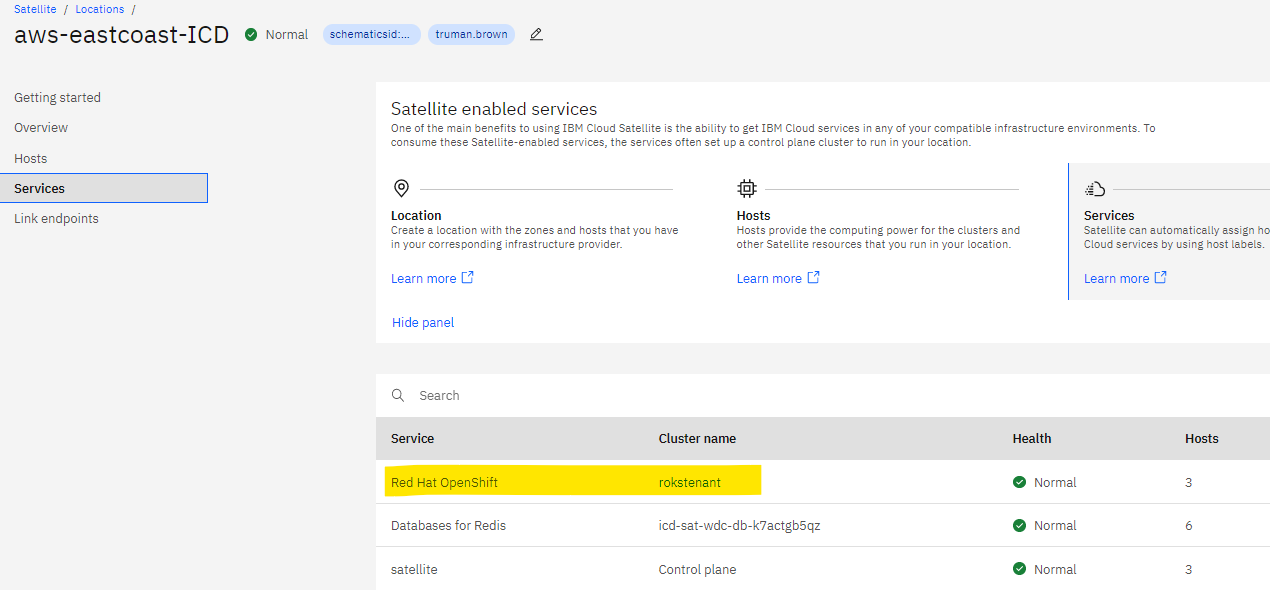 Satellite / Locations /
aws-eastcoast-ICD Normal schematicsid:... truman.brown
Getting started
Overview
Hosts
Services
Link endpoints
Satellite enabled services
One of the main benefits to using IBM Cloud Satellite is the ability to get IBM Cloud services in any of your compatible infrastructure environments. To
consume these Satellite-enabled services, the services often set up a control plane cluster to run in your location.
Location
Create a location with the zones and hosts that you have
in your corresponding infrastructure provider.
Learn more
Hosts
Hosts provide the computing power for the clusters and
other Satellite resources that you run in your location.
Learn more
Services
Satellite can automatically assign ho
Cloud services by using host labels.
Learn more
Hide panel
Search
Service Cluster name Health Hosts
Red Hat OpenShift rokstenant Normal 3
Databases for Redis icd-sat-wdc-db-k7actgb5qz Normal 6
satellite Control plane Normal 3